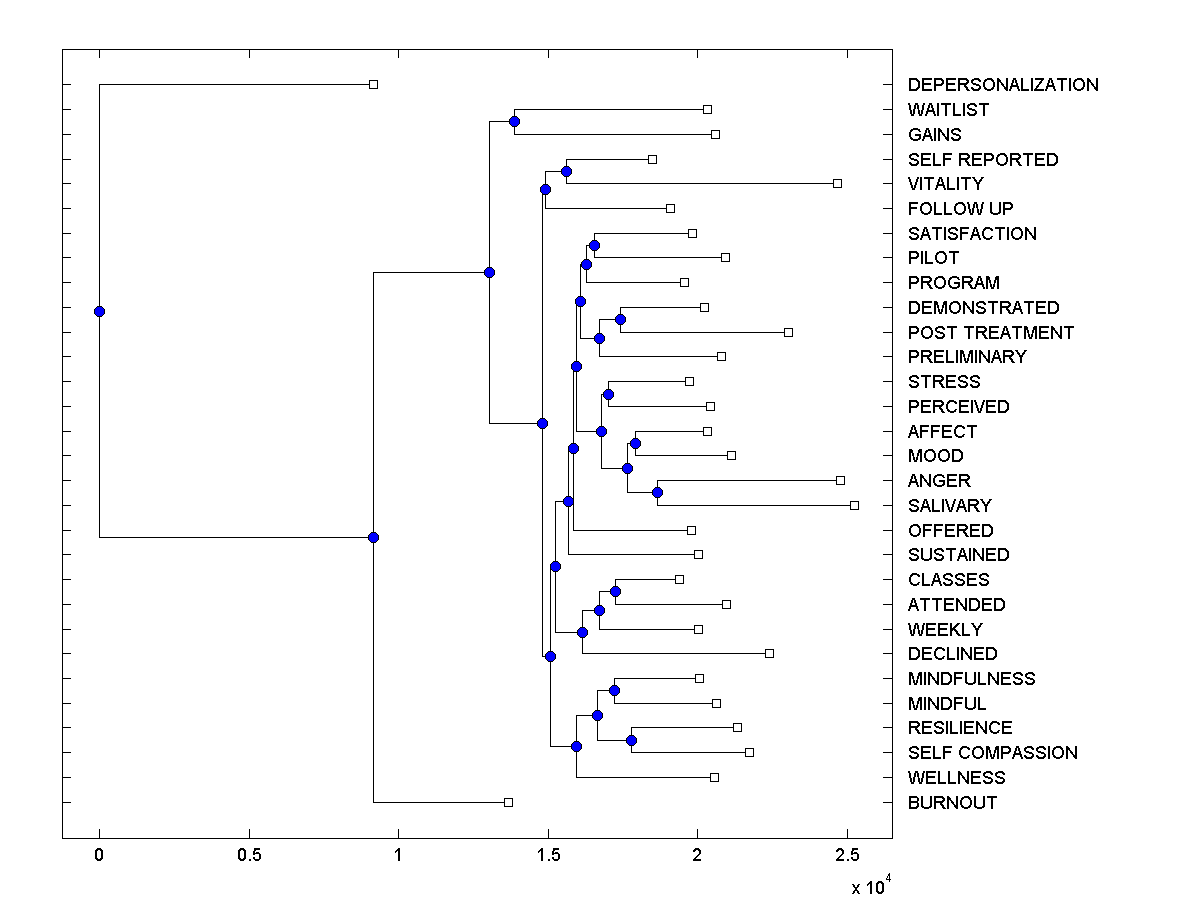 DEPERSONALIZATION
WAITLIST
GAINS
SELF REPORTED
VITALITY
FOLLOW UP
SATISFACTION
PILOT
PROGRAM
DEMONSTRATED
POST TREATMENT
PRELIMINARY
STRESS
PERCEIVED
AFFECT
MOOD
ANGER
SALIVARY
OFFERED
SUSTAINED
CLASSES
ATTENDED
WEEKLY
DECLINED
MINDFULNESS
MINDFUL
RESILIENCE
SELF COMPASSION
WELLNESS
BURNOUT
0 0.5 1 1.5 2 2.5
x 10^4